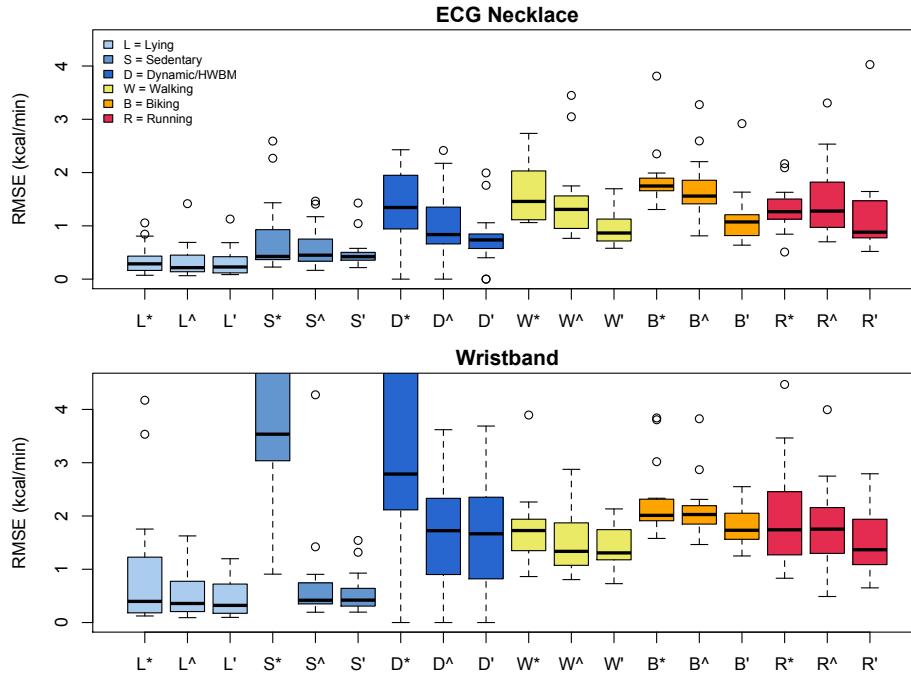 ECG Necklace
RMSE (kcal/min)
4
3
2
1
0
L = Lying
S = Sedentary
D = Dynamic/HWBM
W = Walking
B = Biking
R = Running
L* L^ L' S* S^ S' D* D^ D' W* W^ W' B* B^ B' R* R^ R'
Wristband
RMSE (kcal/min)
4
3
2
1
0
L* L^ L' S* S^ S' D* D^ D' W* W^ W' B* B^ B' R* R^ R'